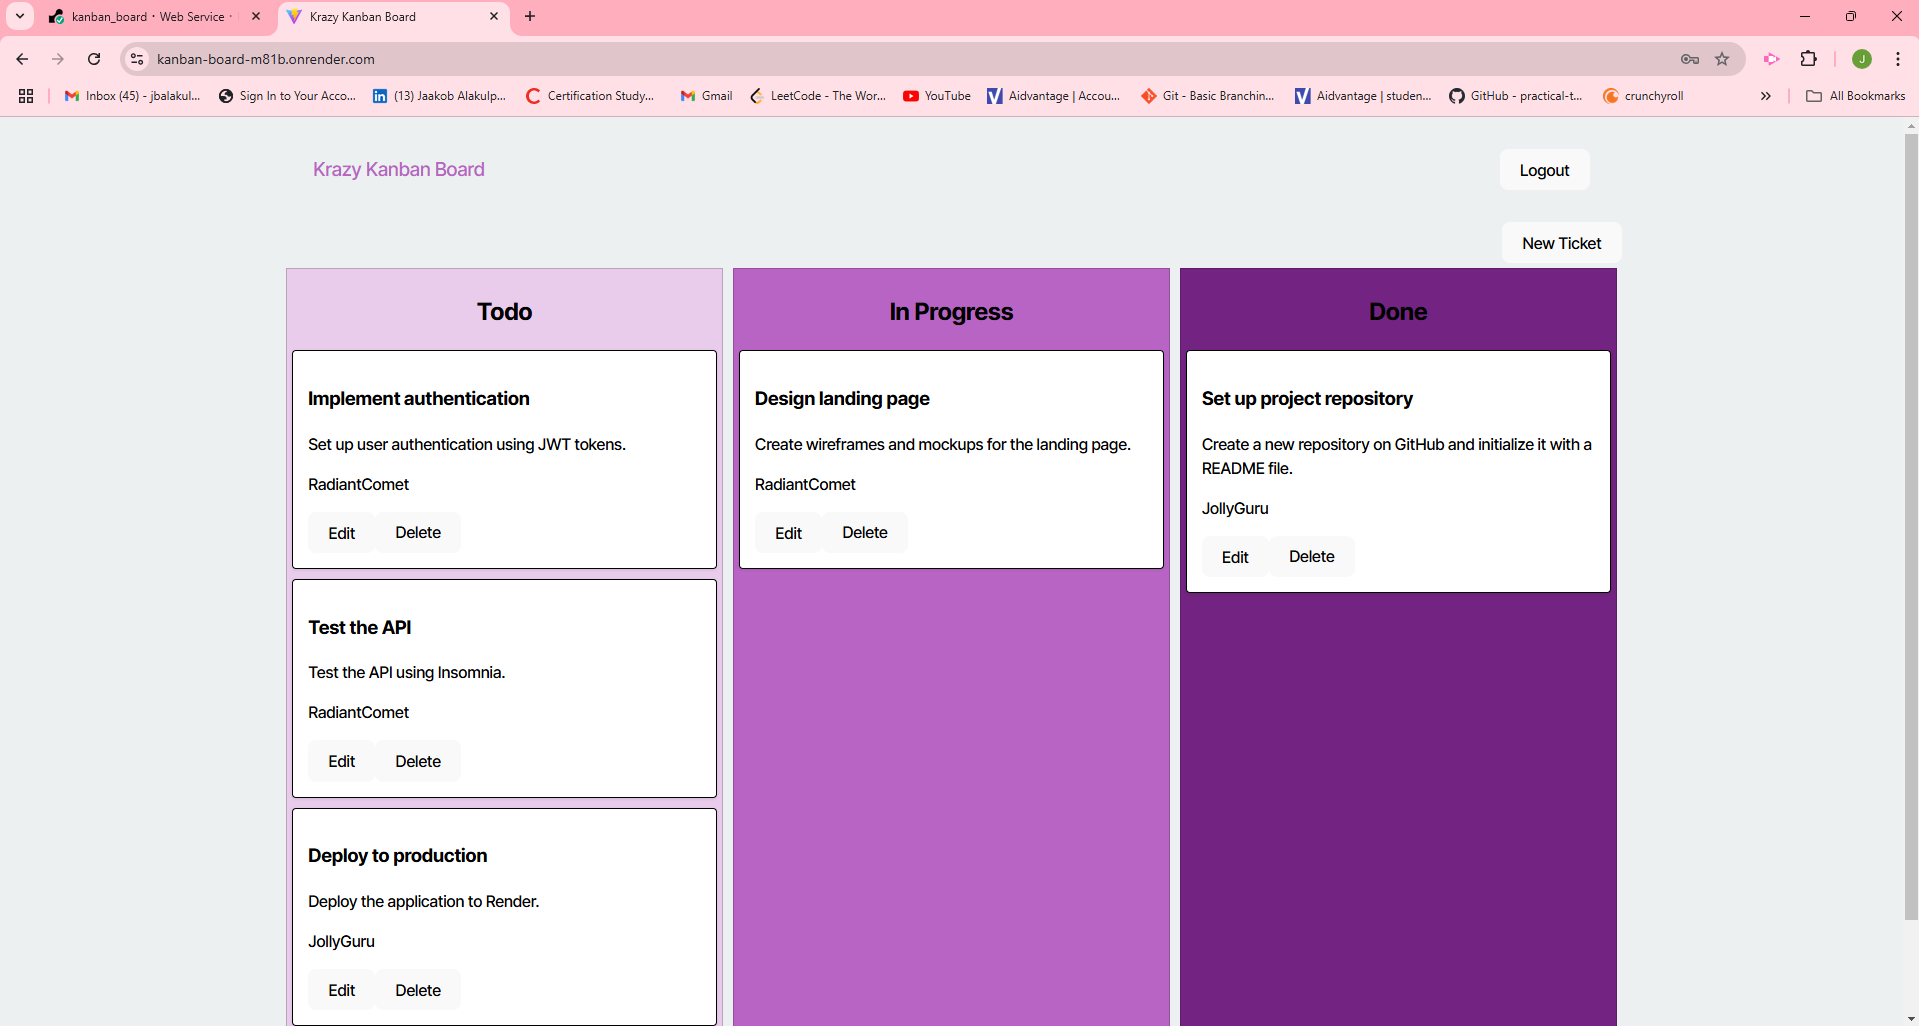 kanban_board · Web Service ·
Krazy Kanban Board
kanban-board-m81b.onrender.com
J
Inbox (45) - jbalakul...
Sign In to Your Acco...
(13) Jaakob Alakulp...
Certification Study...
Gmail
LeetCode - The Wor...
YouTube
Aidvantage | Accou...
Git - Basic Branchin...
Aidvantage | studen...
GitHub - practical-t...
crunchyroll
All Bookmarks
Krazy Kanban Board
Logout
New Ticket
Todo
Implement authentication
Set up user authentication using JWT tokens.
RadiantComet
Edit Delete
Test the API
Test the API using Insomnia.
RadiantComet
Edit Delete
Deploy to production
Deploy the application to Render.
JollyGuru
Edit Delete
In Progress
Design landing page
Create wireframes and mockups for the landing page.
RadiantComet
Edit Delete
Done
Set up project repository
Create a new repository on GitHub and initialize it with a
README file.
JollyGuru
Edit Delete